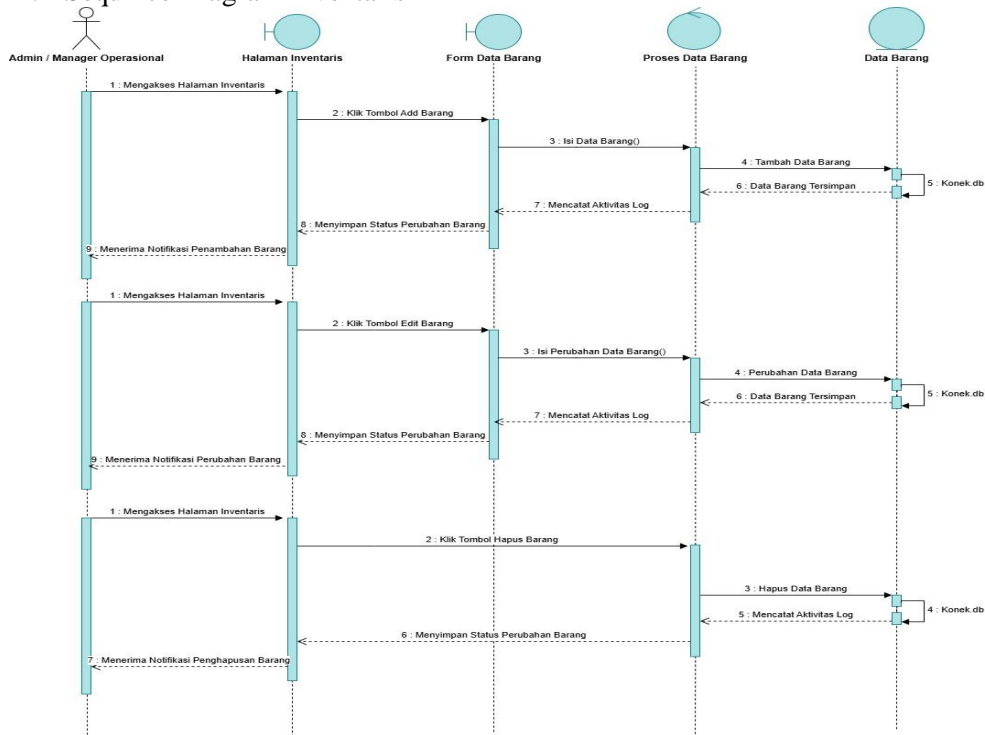 Admin / Manager Operasional
Halaman Inventaris
Form Data Barang
Proses Data Barang
Data Barang
1 : Mengakses Halaman Inventaris
2 : Klik Tombol Add Barang
3 : Isi Data Barang()
4 : Tambah Data Barang
5 : Konek.db
6 : Data Barang Tersimpan
7 : Mencatat Aktivitas Log
8 : Menyimpan Status Perubahan Barang
9 : Menerima Notifikasi Penambahan Barang
1 : Mengakses Halaman Inventaris
2 : Klik Tombol Edit Barang
3 : Isi Perubahan Data Barang()
4 : Perubahan Data Barang
5 : Konek.db
6 : Data Barang Tersimpan
7 : Mencatat Aktivitas Log
8 : Menyimpan Status Perubahan Barang
9 : Menerima Notifikasi Perubahan Barang
1 : Mengakses Halaman Inventaris
2 : Klik Tombol Hapus Barang
3 : Hapus Data Barang
4 : Konek.db
5 : Mencatat Aktivitas Log
6 : Menyimpan Status Perubahan Barang
7 : Menerima Notifikasi Penghapusan Barang